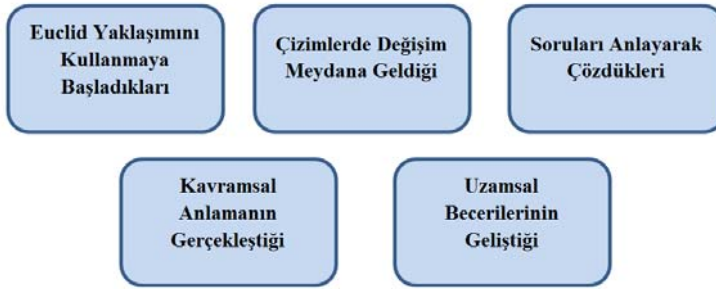 Euclid Yaklaşımını
Kullanmaya
Başladıkları
Çizimlerde Değişim
Meydana Geldiği
Soruları Anlayarak
Çözdükleri
Kavramsal
Anlamanın
Gerçekleştiği
Uzamsal
Becerilerinin
Geliştiği